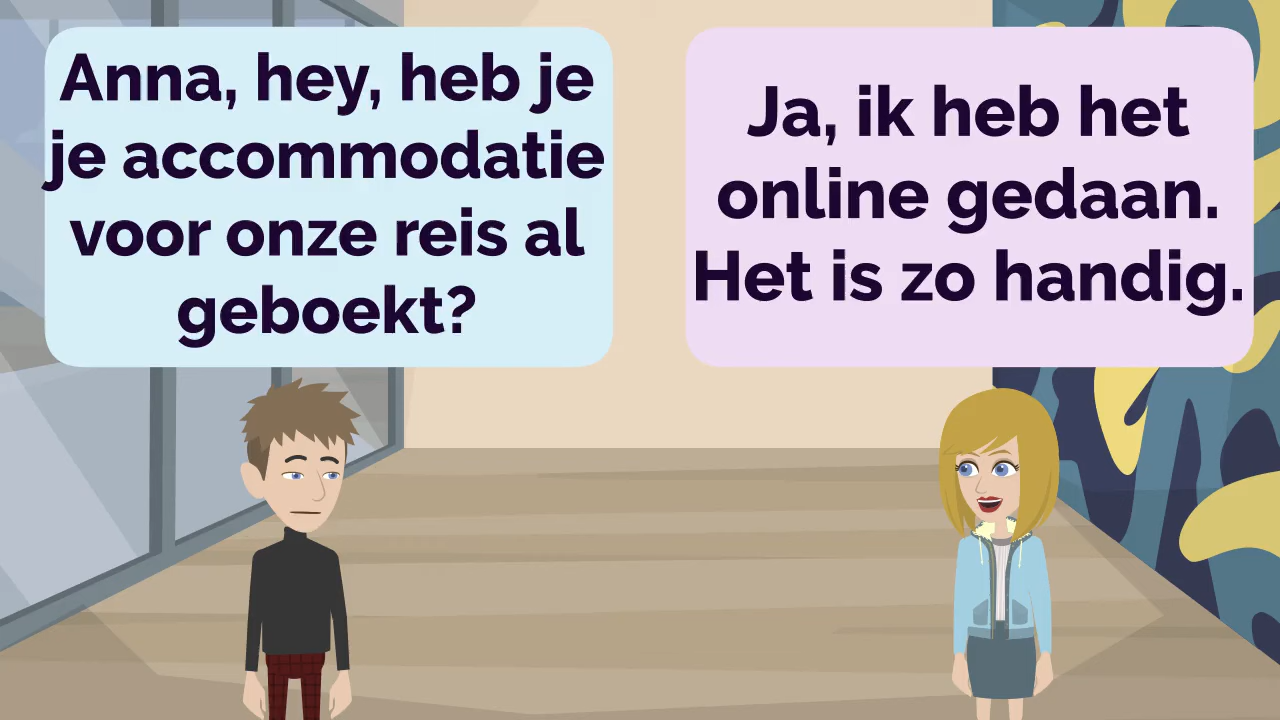 Anna, hey, heb je
je accommodatie
voor onze reis al
geboekt?
Ja, ik heb het
online gedaan.
Het is zo handig.